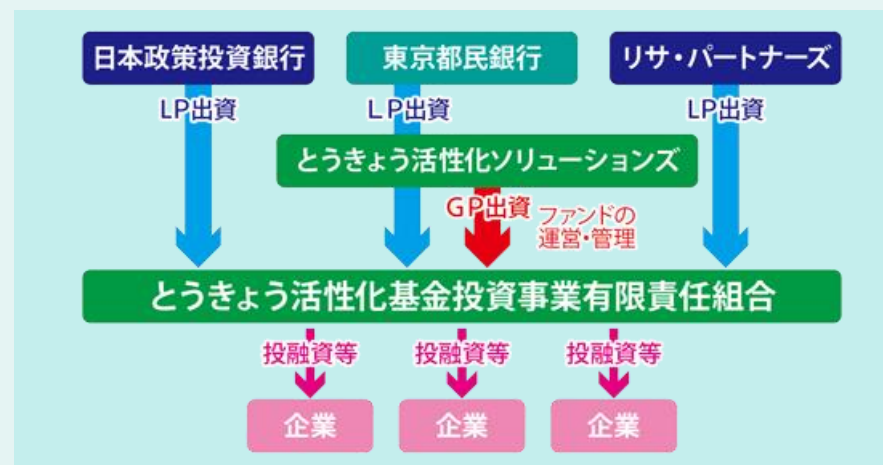 日本政策投資銀行
東京都民銀行
リサ・パートナーズ
LP出資
LP出資
LP出資
とうきょう活性化ソリューションズ
GP出資
ファンドの
運営・管理
とうきょう活性化基金投資事業有限責任組合
投融資等
投融資等
投融資等
企業
企業
企業